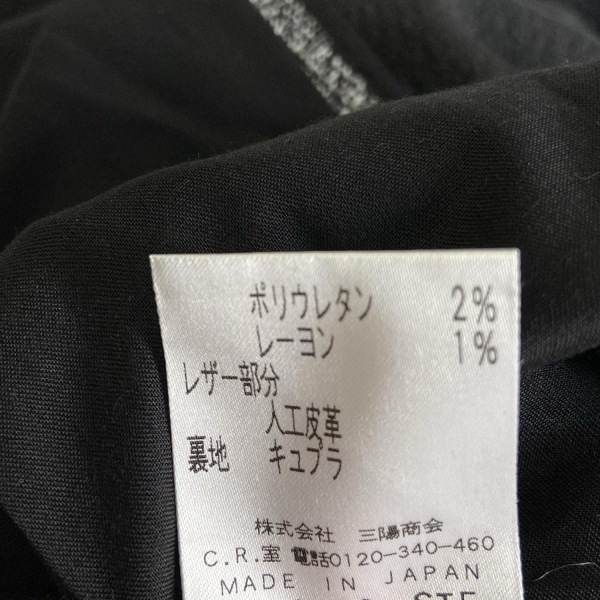 ポリウレタン 2%
レーヨン 1%
レザー部分
人工皮革
裏地 キュプラ
株式会社 三陽商会
C.R.室 電話0120-340-460
MADE IN JAPAN